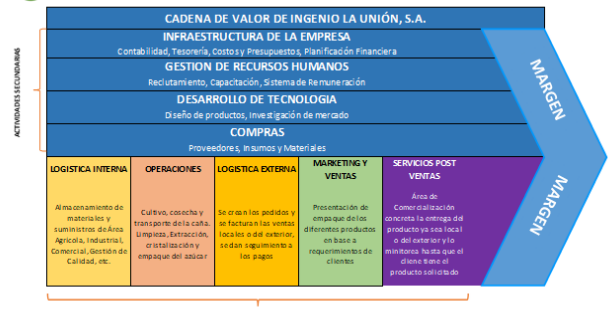 CADENA DE VALOR DE INGENIO LA UNIÓN, S.A.
INFRAESTRUCTURA DE LA EMPRESA
Contabilidad, Tesorería, Costos y Presupuestos, Planificación Financiera
GESTION DE RECURSOS HUMANOS
Reclutamiento, Capacitación, Sistema de Remuneración
DESARROLLO DE TECNOLOGIA
Diseño de productos, Investigación de mercado
COMPRAS
Proveedores, Insumos y Materiales
ACTIVIDADES SECUNDARIAS
LOGISTICA INTERNA
Almacenamiento de
materiales y
suministros de Área
Agrícola, Industrial,
Comercial, Gestión de
Calidad, etc.
OPERACIONES
Cultivo, cosecha y
transporte de la caña.
Limpieza, Extracción,
cristalización y
empaque del azúcar
LOGISTICA EXTERNA
Se crean los pedidos y
se facturan las ventas
locales o del exterior,
se dan seguimiento a
los pagos
MARKETING Y
VENTAS
Presentación de
empaque de los
diferentes productos
en base a
requerimientos de
clientes
SERVICIOS POST
VENTAS
Área de
Comercialización
concreta la entrega del
producto ya sea local
o del exterior y lo
minitorea hasta que el
cliene tiene el
producto solicitado
MARGEN
MARGEN